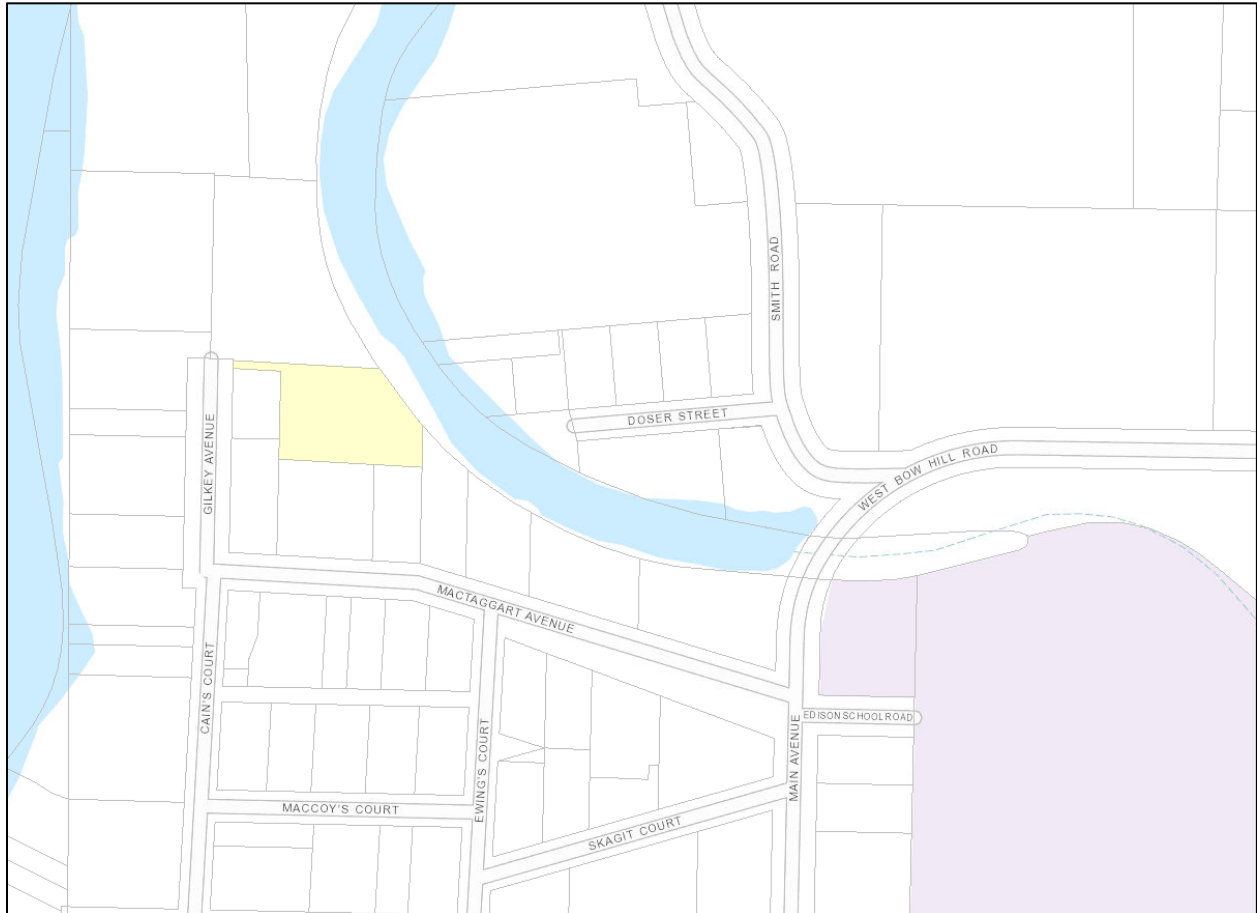 SMITH ROAD
DOSER STREET
GILKEY AVENUE
WEST BOW HILL ROAD
MACTAGGART AVENUE
CAIN'S COURT
EWING'S COURT
EDISON SCHOOL ROAD
MAIN AVENUE
MACCOY'S COURT
SKAGIT COURT